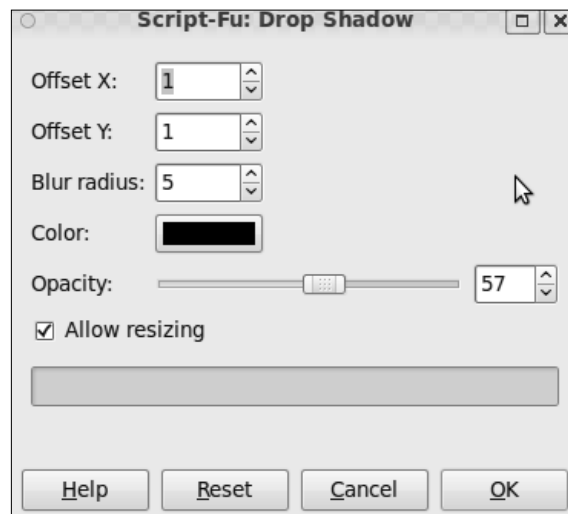 Script-Fu: Drop Shadow
Offset X: 1
Offset Y: 1
Blur radius: 5
Color:
Opacity: 57
Allow resizing
Help Reset Cancel OK